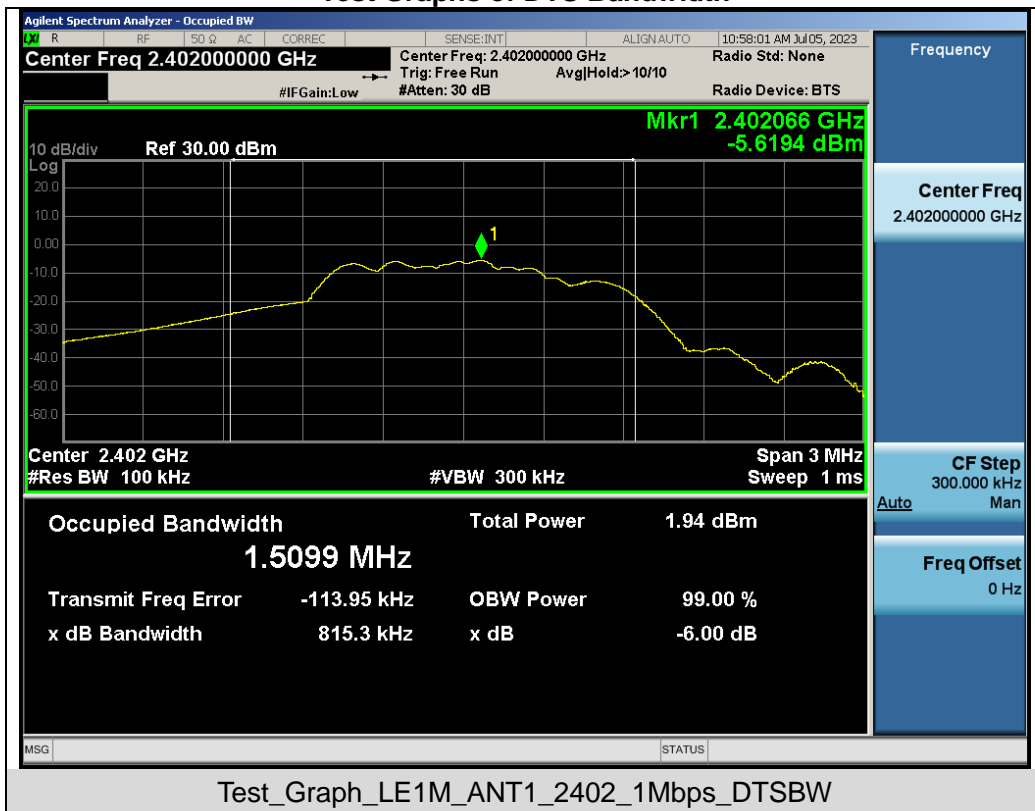 Test Graphs of DTS Bandwidth
Agilent Spectrum Analyzer - Occupied BW
LXI R RF 50 Ω AC CORREC SENSE:INT ALIGN AUTO 10:58:01 AM Jul 05, 2023
Center Freq 2.402000000 GHz
Center Freq: 2.402000000 GHz
Radio Std: None
Trig: Free Run Avg|Hold:>10/10
#IFGain:Low #Atten: 30 dB Radio Device: BTS
Mkr1 2.402066 GHz
10 dB/div Ref 30.00 dBm -5.6194 dBm
Log
20.0
10.0
0.00
-10.0
-20.0
-30.0
-40.0
-50.0
-60.0
1
Center 2.402 GHz Span 3 MHz
#Res BW 100 kHz #VBW 300 kHz Sweep 1 ms
Occupied Bandwidth Total Power 1.94 dBm
1.5099 MHz
Transmit Freq Error -113.95 kHz OBW Power 99.00 %
x dB Bandwidth 815.3 kHz x dB -6.00 dB
MSG STATUS
Frequency
Center Freq
2.402000000 GHz
CF Step
300.000 kHz
Auto Man
Freq Offset
0 Hz
Test_Graph_LE1M_ANT1_2402_1Mbps_DTSBW